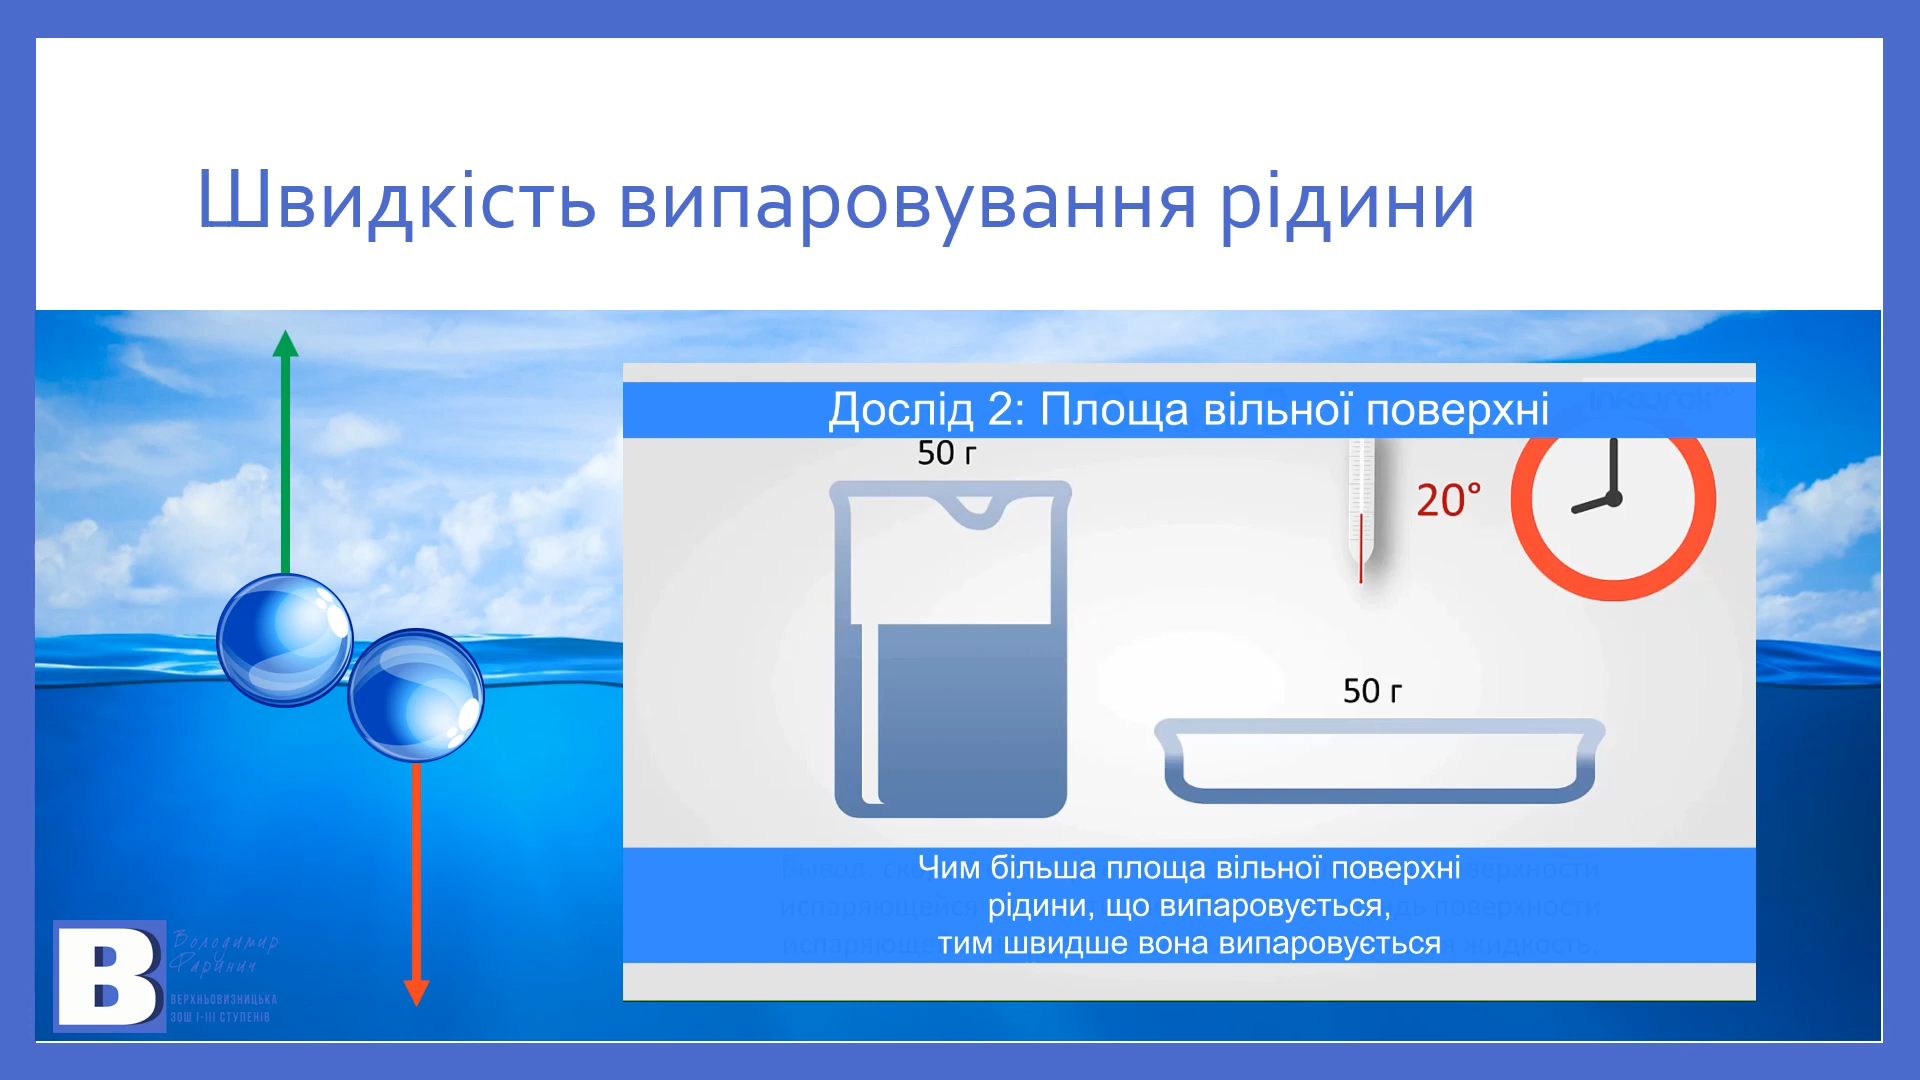 Швидкість випаровування рідини
Дослід 2: Площа вільної поверхні
50 г
20°
50 г
Чим більша площа вільної поверхні
рідини, що випаровується,
тим швидше вона випаровується
В
Володимир
Фаринич
ВЕРХНЬОВИЗНИЦЬКА
ЗОШ І-ІІІ СТУПЕНІВ